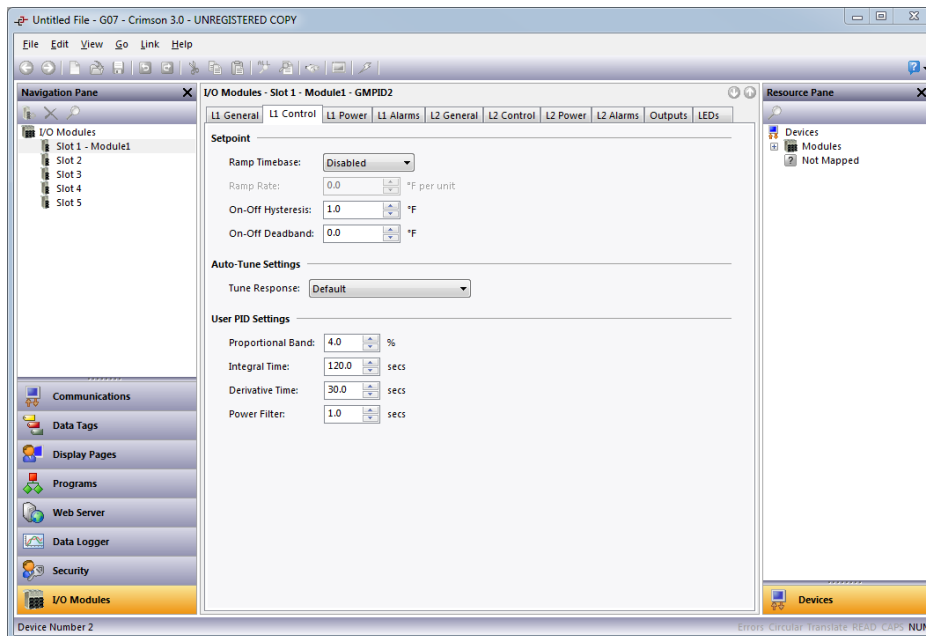 Untitled File - G07 - Crimson 3.0 - UNREGISTERED COPY
File Edit View Go Link Help
Navigation Pane
I/O Modules
Slot 1 - Module1
Slot 2
Slot 3
Slot 4
Slot 5
Communications
Data Tags
Display Pages
Programs
Web Server
Data Logger
Security
I/O Modules
I/O Modules - Slot 1 - Module1 - GMPID2
L1 General L1 Control L1 Power L1 Alarms L2 General L2 Control L2 Power L2 Alarms Outputs LEDs
Setpoint
Ramp Timebase: Disabled
Ramp Rate: 0.0 °F per unit
On-Off Hysteresis: 1.0 °F
On-Off Deadband: 0.0 °F
Auto-Tune Settings
Tune Response: Default
User PID Settings
Proportional Band: 4.0 %
Integral Time: 120.0 secs
Derivative Time: 30.0 secs
Power Filter: 1.0 secs
Resource Pane
Devices
Modules
Not Mapped
Devices
Device Number 2
Errors Circular Translate READ CAPS NUM